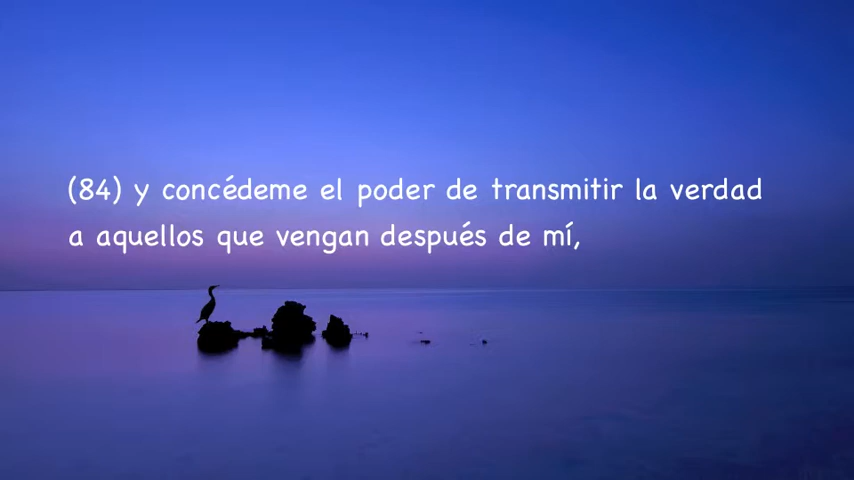 (84) y concédeme el poder de transmitir la verdad
a aquellos que vengan después de mí,